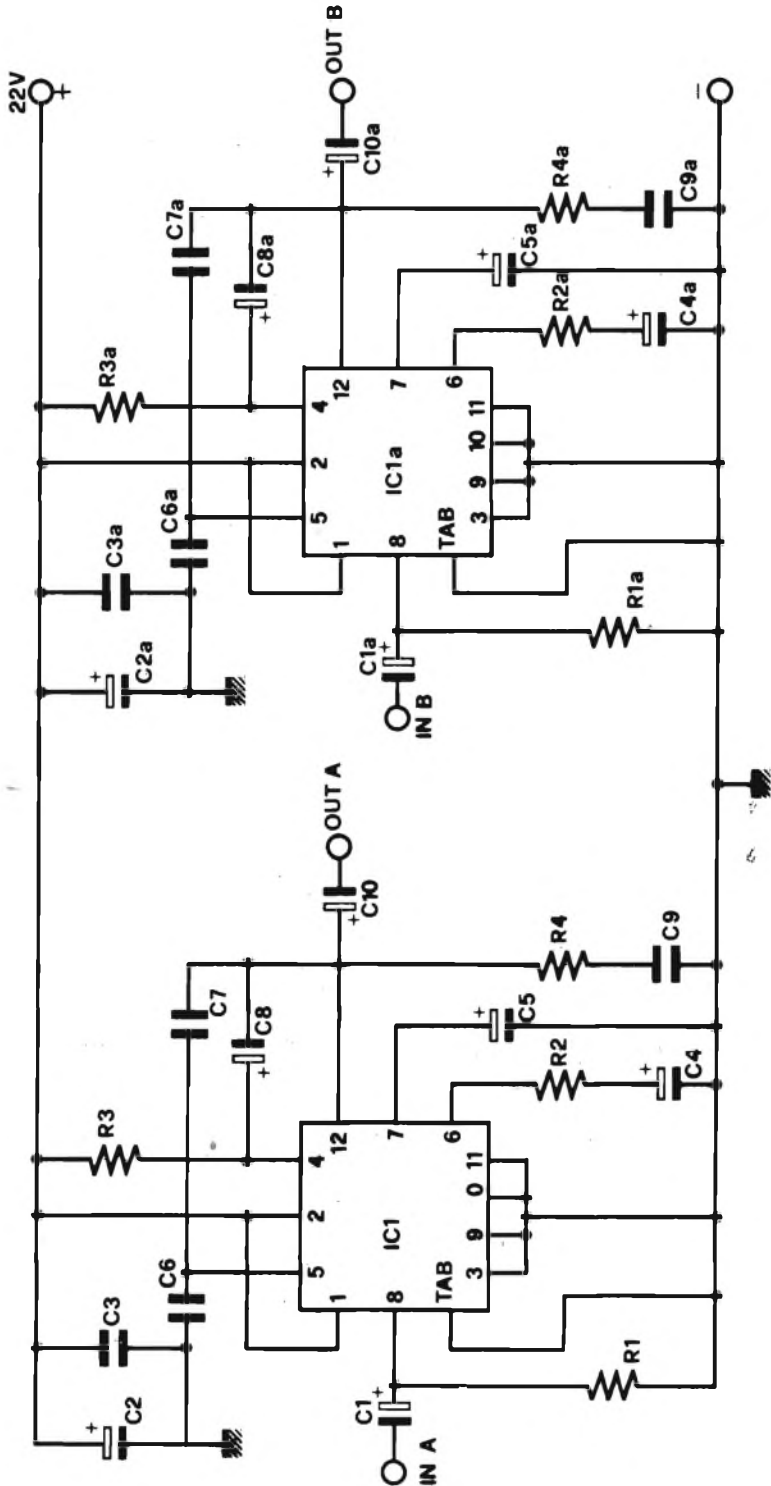 C2
+
C3
C6
R3
C7
C8
+
5
2
4
1
12
8
7
TAB
6
3
9
0
11
IC1
IN A
C1
+
R1
C10
+
OUT A
C5
+
R2
C4
+
R4
C9
22V
+
C2a
+
C3a
C6a
R3a
C7a
C8a
+
5
2
4
1
12
8
7
TAB
6
3
9
10
11
IC1a
IN B
C1a
+
R1a
C10a
+
OUT B
C5a
+
R2a
C4a
+
R4a
C9a
–